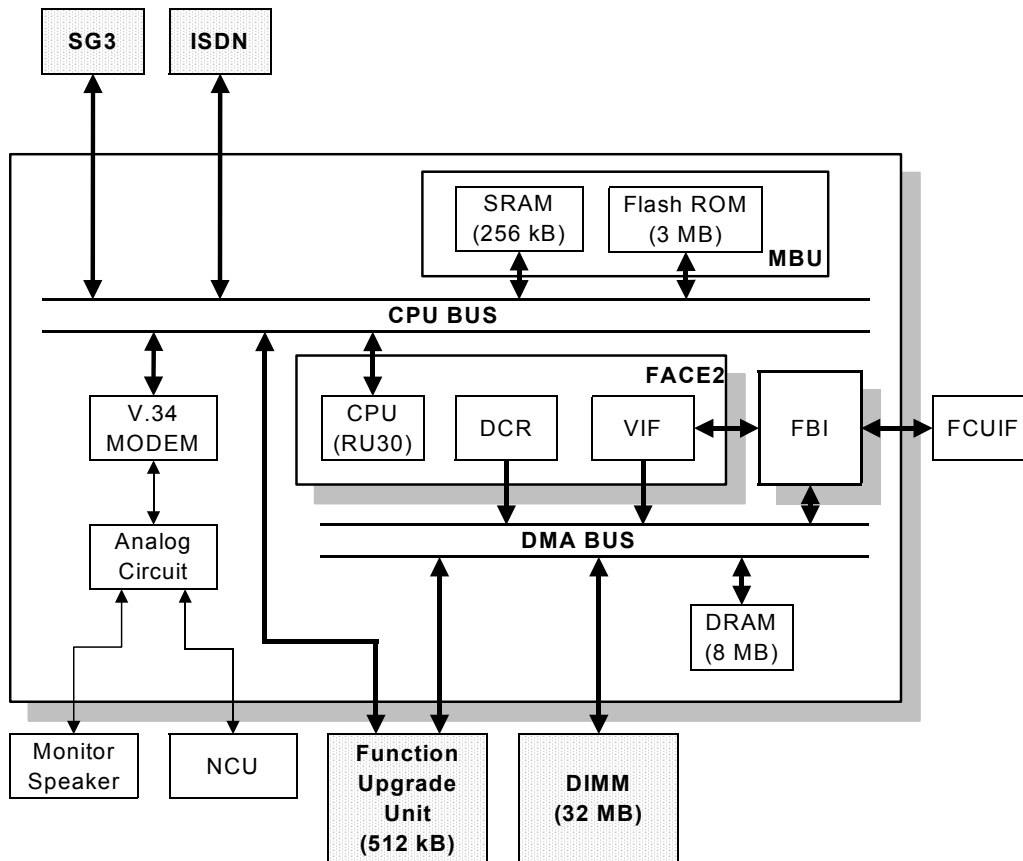 SG3
ISDN
SRAM
(256 kB)
Flash ROM
(3 MB)
MBU
CPU BUS
FACE2
V.34
MODEM
CPU
(RU30)
DCR
VIF
FBI
FCUIF
DMA BUS
Analog
Circuit
DRAM
(8 MB)
Monitor
Speaker
NCU
Function
Upgrade
Unit
(512 kB)
DIMM
(32 MB)